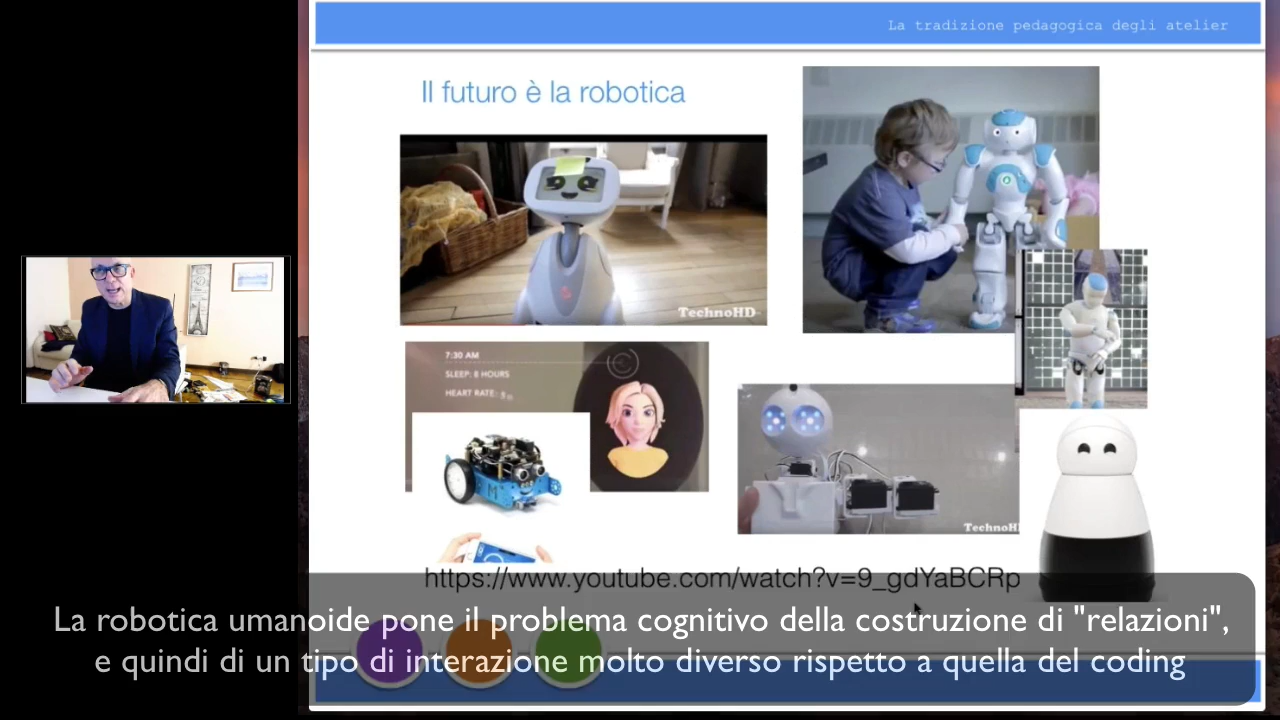 La tradizione pedagogica degli atelier
Il futuro è la robotica
TechnoHD
7:30 AM
SLEEP: 8 HOURS
HEART RATE:
https://www.youtube.com/watch?v=9_gdYaBCRp
La robotica umanoide pone il problema cognitivo della costruzione di "relazioni",
e quindi di un tipo di interazione molto diverso rispetto a quella del coding